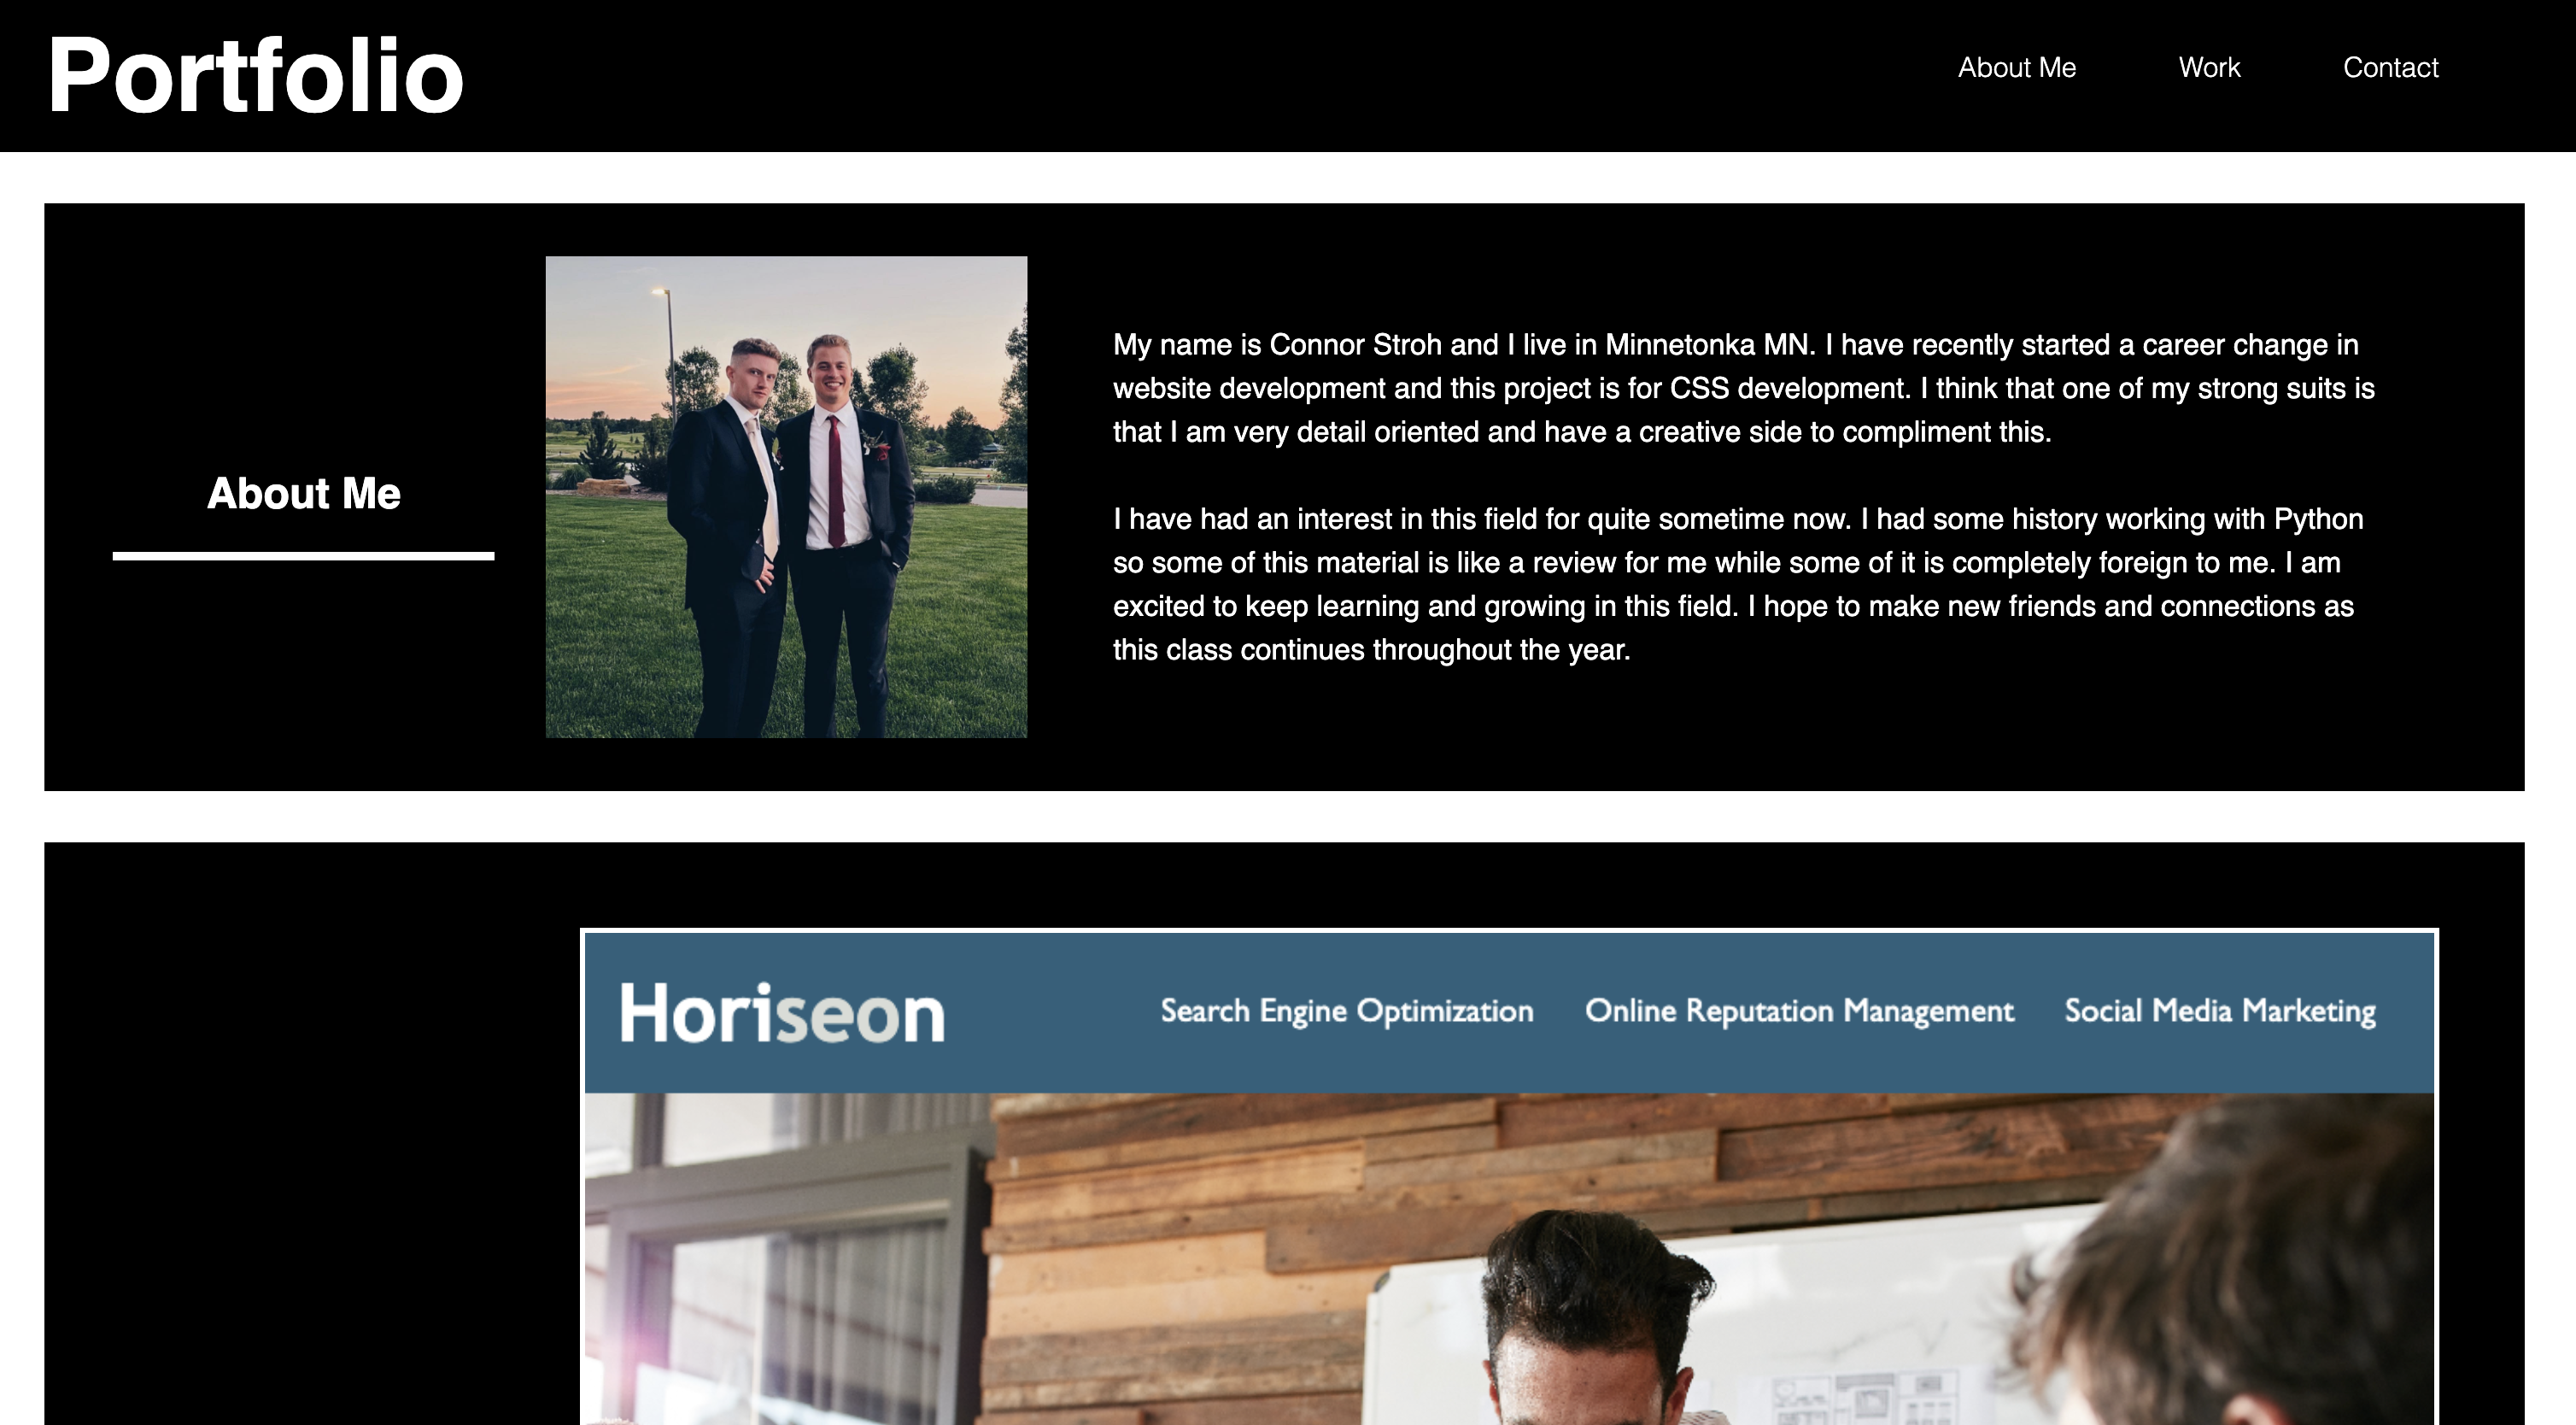 Portfolio
About Me
Work
Contact
About Me
My name is Connor Stroh and I live in Minnetonka MN. I have recently started a career change in
website development and this project is for CSS development. I think that one of my strong suits is
that I am very detail oriented and have a creative side to compliment this.
I have had an interest in this field for quite sometime now. I had some history working with Python
so some of this material is like a review for me while some of it is completely foreign to me. I am
excited to keep learning and growing in this field. I hope to make new friends and connections as
this class continues throughout the year.
Horiseon
Search Engine Optimization
Online Reputation Management
Social Media Marketing